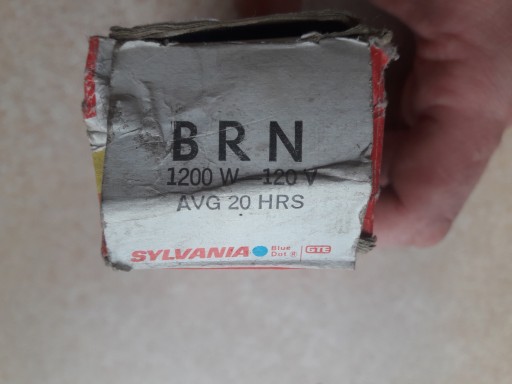 BRN
1200 W - 120 V
AVG 20 HRS
SYLVANIA Blue Dot ® GTE